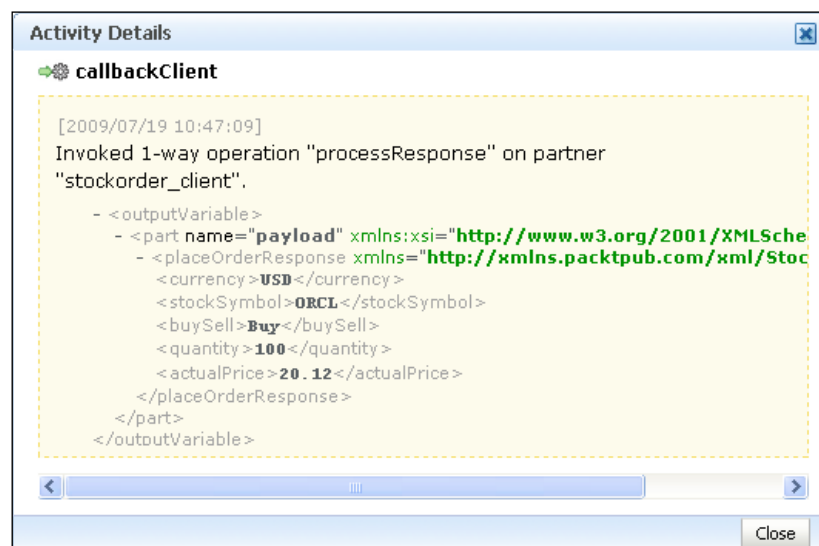 Activity Details
callbackClient
[2009/07/19 10:47:09]
Invoked 1-way operation "processResponse" on partner
"stockorder_client".
- <outputVariable>
- <part name="payload" xmlns:xsi="http://www.w3.org/2001/XMLSche
- <placeOrderResponse xmlns="http://xmlns.packtpub.com/xml/Stoc
<currency>USD</currency>
<stockSymbol>ORCL</stockSymbol>
<buySell>Buy</buySell>
<quantity>100</quantity>
<actualPrice>20.12</actualPrice>
</placeOrderResponse>
</part>
</outputVariable>
Close